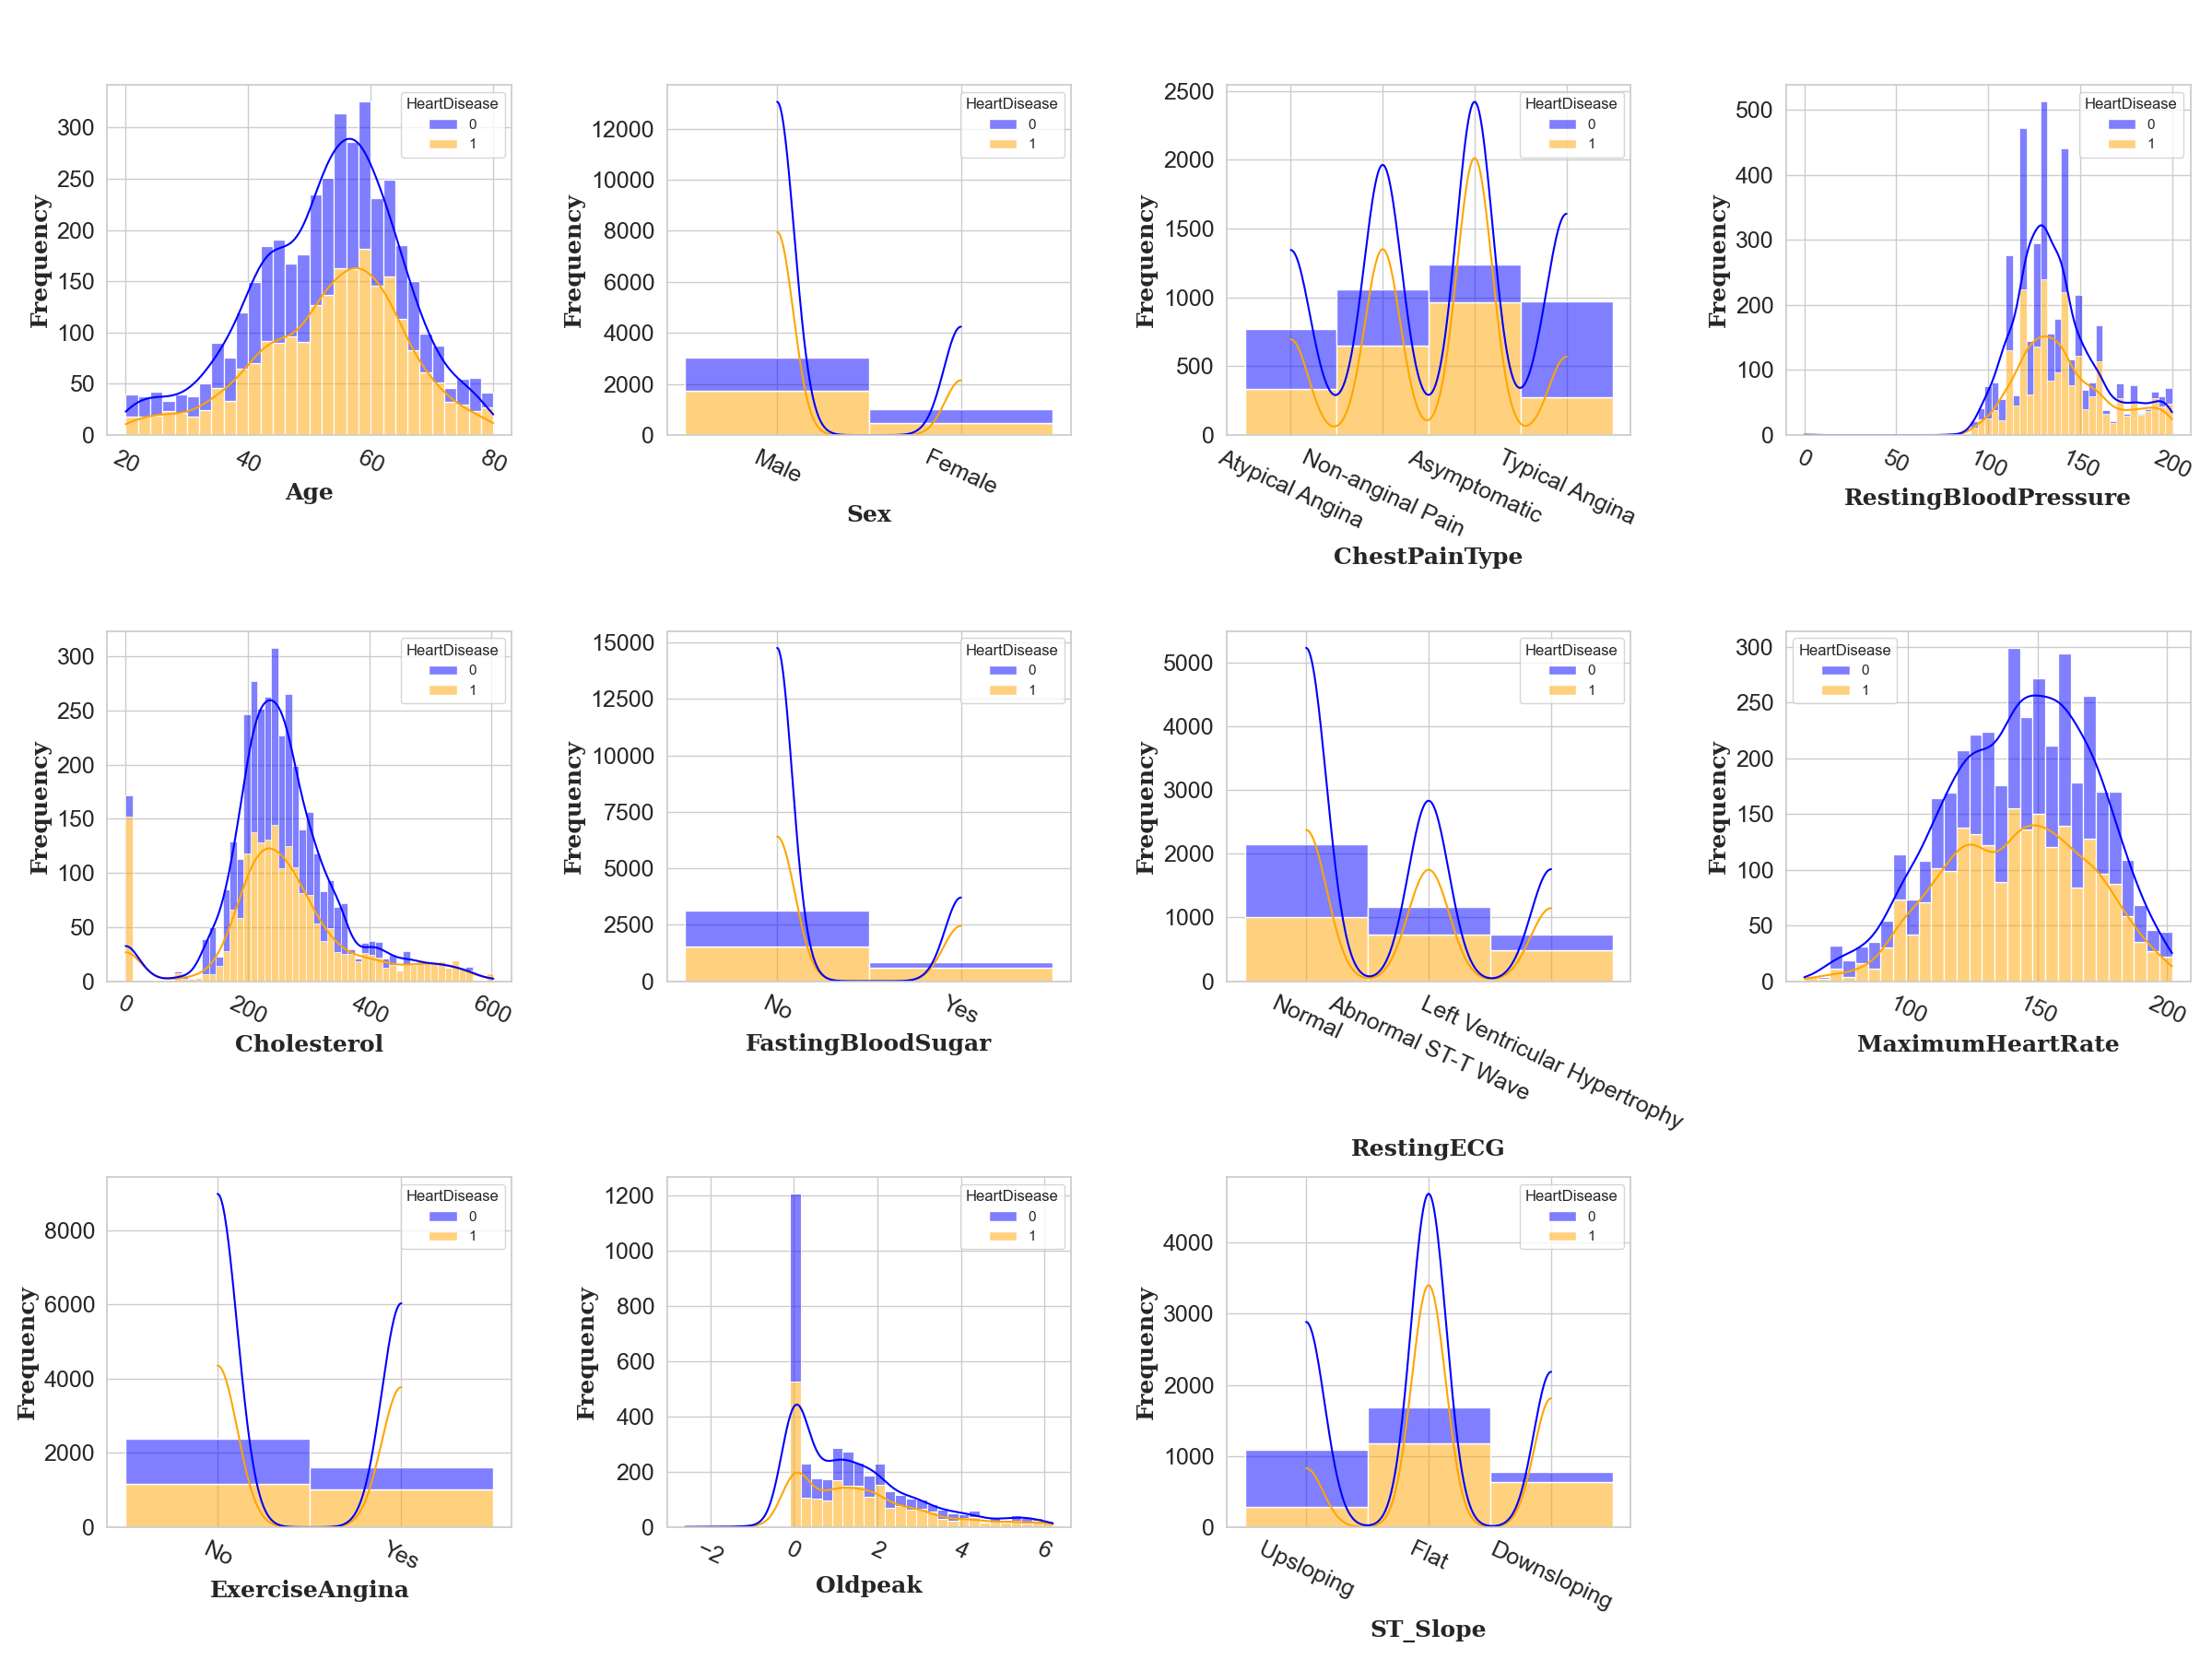 HeartDisease
0
1
Frequency
300
250
200
150
100
50
0
20
40
60
80
Age
HeartDisease
0
1
Frequency
12000
10000
8000
6000
4000
2000
0
Male
Female
Sex
HeartDisease
0
1
Frequency
2500
2000
1500
1000
500
0
Atypical Angina
Non-anginal Pain
Asymptomatic
Typical Angina
ChestPainType
HeartDisease
0
1
Frequency
500
400
300
200
100
0
0
50
100
150
200
RestingBloodPressure
HeartDisease
0
1
Frequency
300
250
200
150
100
50
0
0
200
400
600
Cholesterol
HeartDisease
0
1
Frequency
15000
12500
10000
7500
5000
2500
0
No
Yes
FastingBloodSugar
HeartDisease
0
1
Frequency
5000
4000
3000
2000
1000
0
Normal
Abnormal ST-T Wave
Left Ventricular Hypertrophy
RestingECG
HeartDisease
0
1
Frequency
300
250
200
150
100
50
0
100
150
200
MaximumHeartRate
HeartDisease
0
1
Frequency
8000
6000
4000
2000
0
No
Yes
ExerciseAngina
HeartDisease
0
1
Frequency
1200
1000
800
600
400
200
0
−2
0
2
4
6
Oldpeak
HeartDisease
0
1
Frequency
4000
3000
2000
1000
0
Upsloping
Flat
Downsloping
ST_Slope